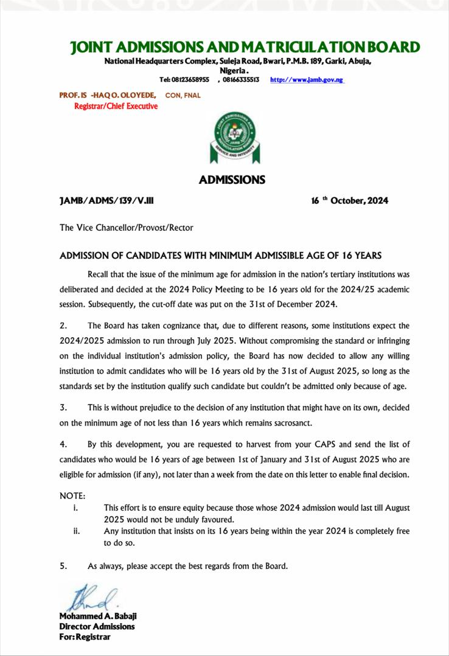 JOINT ADMISSIONS AND MATRICULATION BOARD
National Headquarters Complex, Suleja Road, Bwari, P.M.B. 189, Garki, Abuja,
Nigeria .
Tel: 08123658955 , 08166335513 http://www.jamb.gov.ng
PROF. IS -HAQ O. OLOYEDE, CON, FNAL
Registrar/Chief Executive
ADMISSIONS
JAMB/ADMS/139/V.III 16 th October, 2024
The Vice Chancellor/Provost/Rector
ADMISSION OF CANDIDATES WITH MINIMUM ADMISSIBLE AGE OF 16 YEARS
Recall that the issue of the minimum age for admission in the nation's tertiary institutions was
deliberated and decided at the 2024 Policy Meeting to be 16 years old for the 2024/25 academic
session. Subsequently, the cut-off date was put on the 31st of December 2024.
2. The Board has taken cognizance that, due to different reasons, some institutions expect the
2024/2025 admission to run through July 2025. Without compromising the standard or infringing
on the individual institution's admission policy, the Board has now decided to allow any willing
institution to admit candidates who will be 16 years old by the 31st of August 2025, so long as the
standards set by the institution qualify such candidate but couldn't be admitted only because of age.
3. This is without prejudice to the decision of any institution that might have on its own, decided
on the minimum age of not less than 16 years which remains sacrosanct.
4. By this development, you are requested to harvest from your CAPS and send the list of
candidates who would be 16 years of age between 1st of January and 31st of August 2025 who are
eligible for admission (if any), not later than a week from the date on this letter to enable final decision.
NOTE:
i. This effort is to ensure equity because those whose 2024 admission would last till August
2025 would not be unduly favoured.
ii. Any institution that insists on its 16 years being within the year 2024 is completely free
to do so.
5. As always, please accept the best regards from the Board.
Mohammed A. Babaji
Director Admissions
For: Registrar